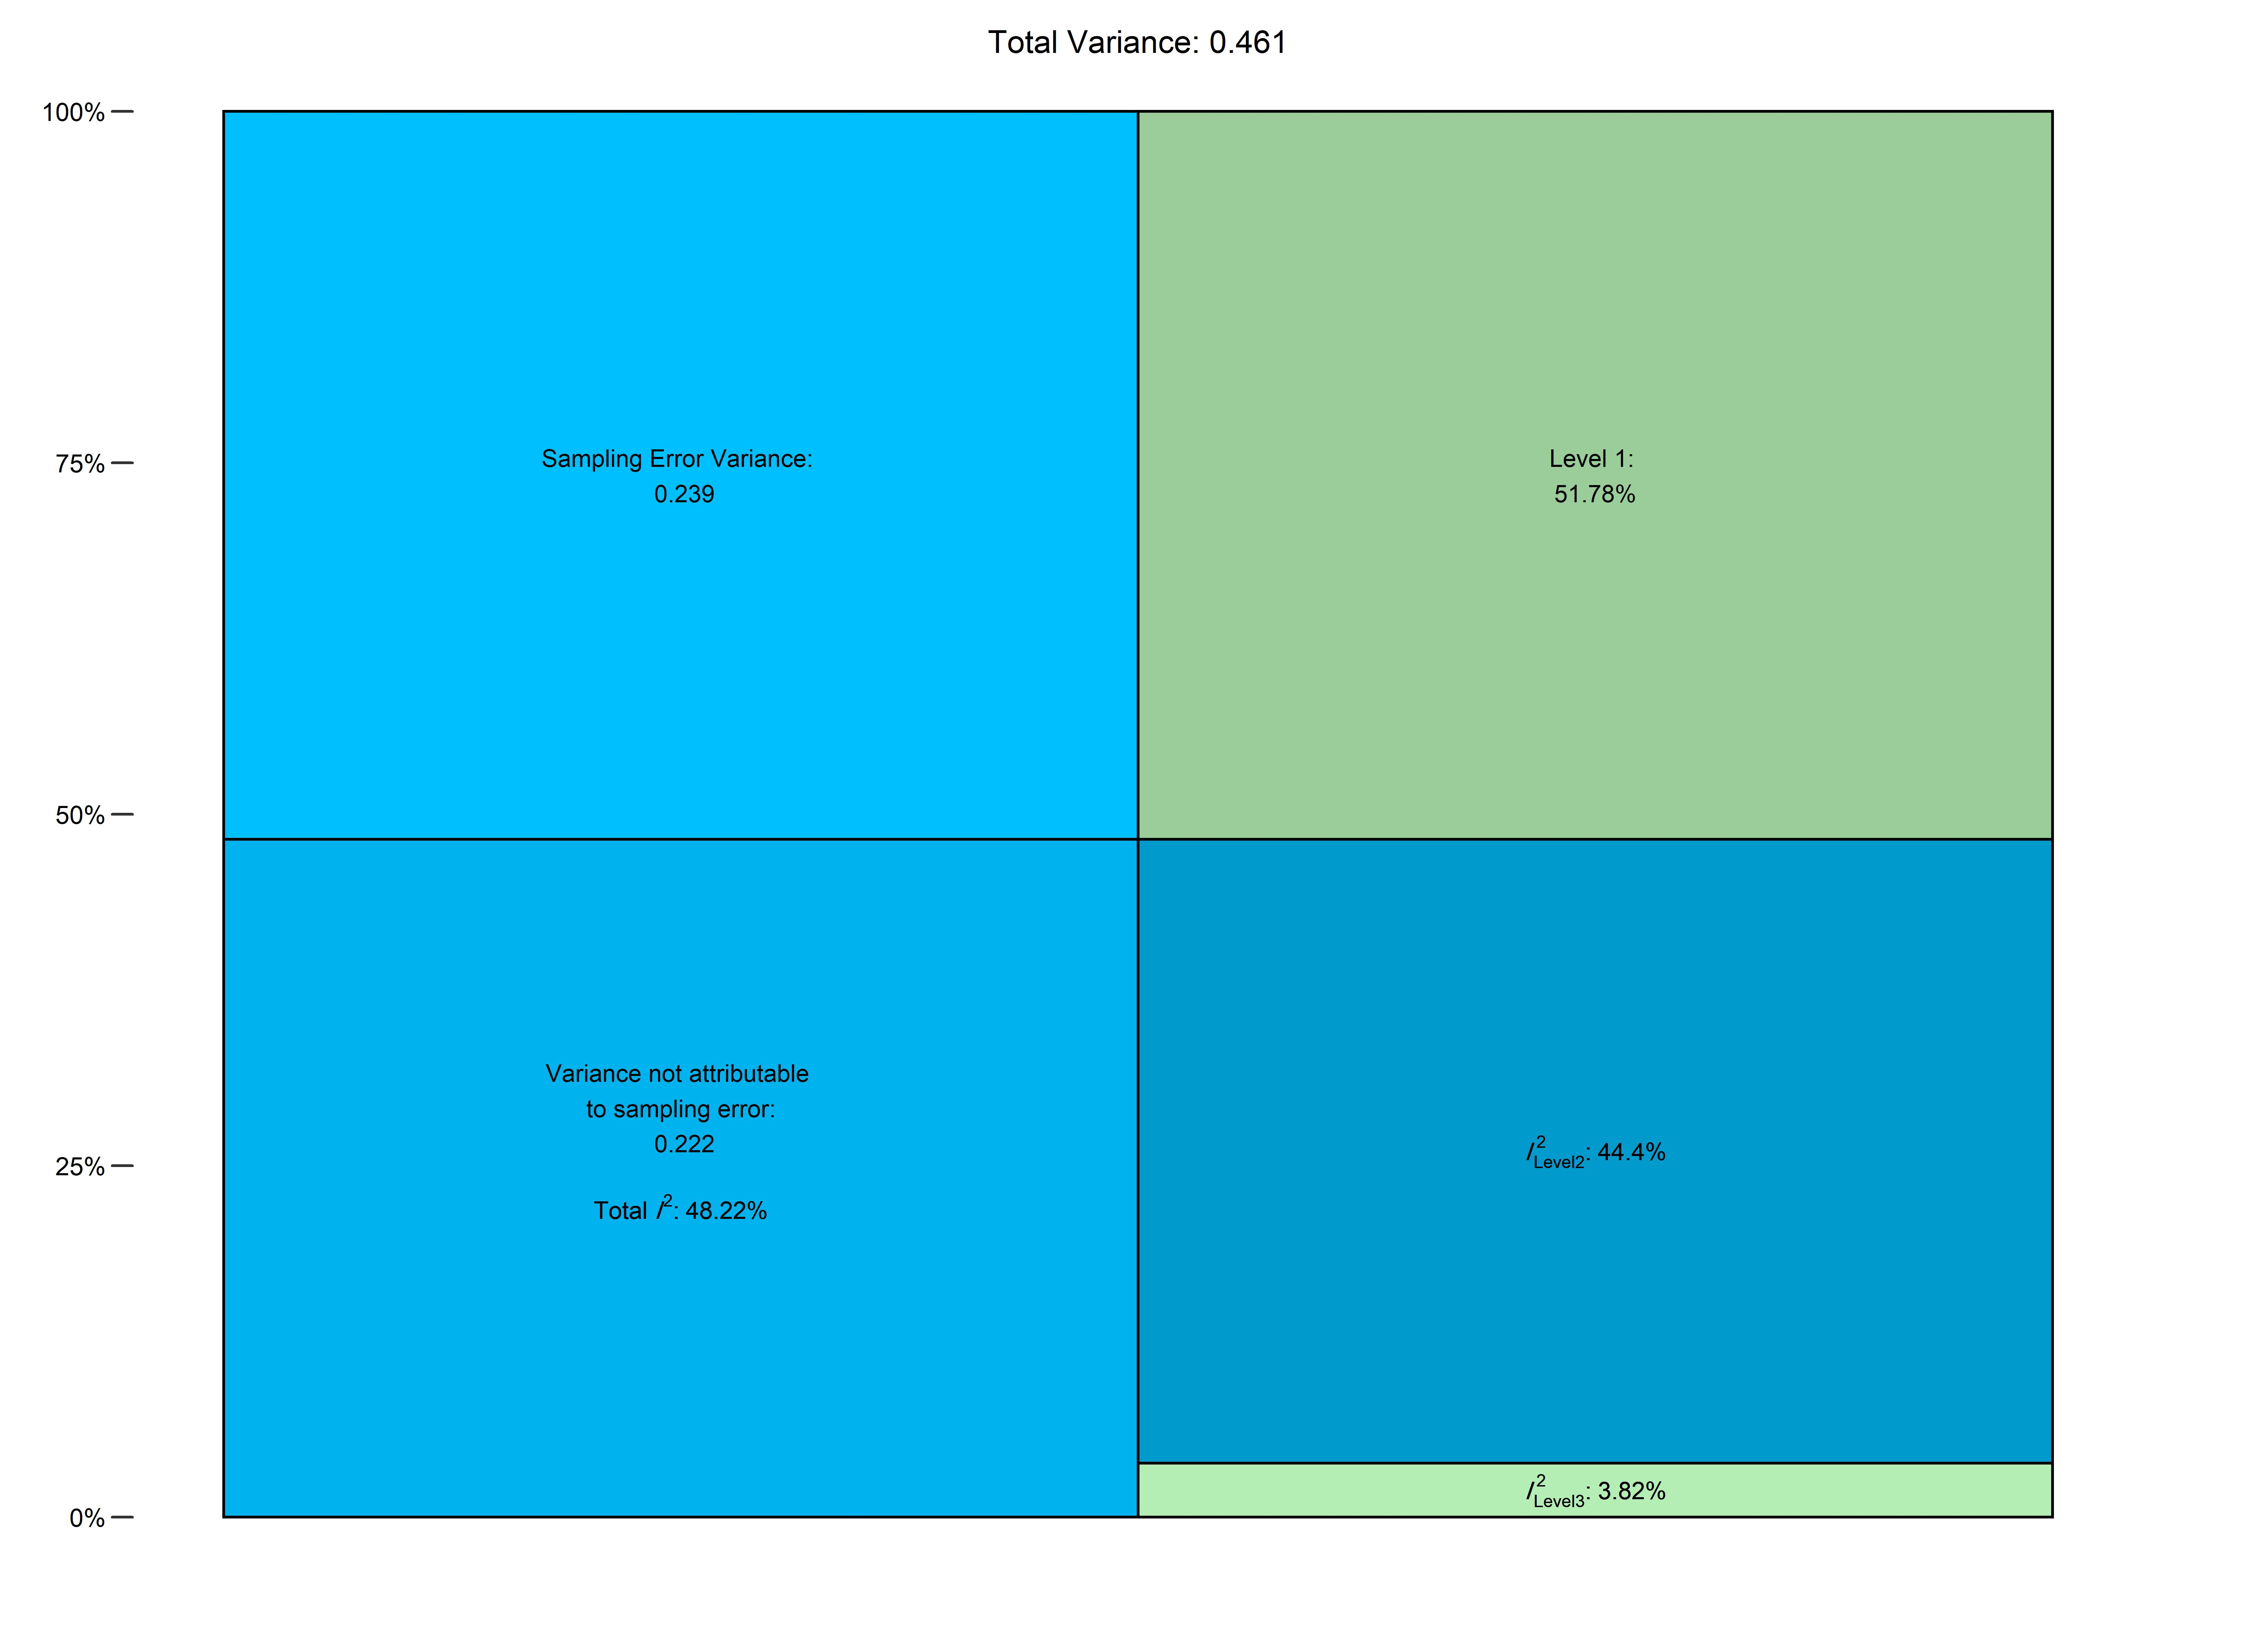 Total Variance: 0.461
100%
75%
50%
25%
0%
Sampling Error Variance:
0.239
Level 1:
51.78%
Variance not attributable
to sampling error:
0.222
Total I²: 48.22%
I²Level2: 44.4%
I²Level3: 3.82%